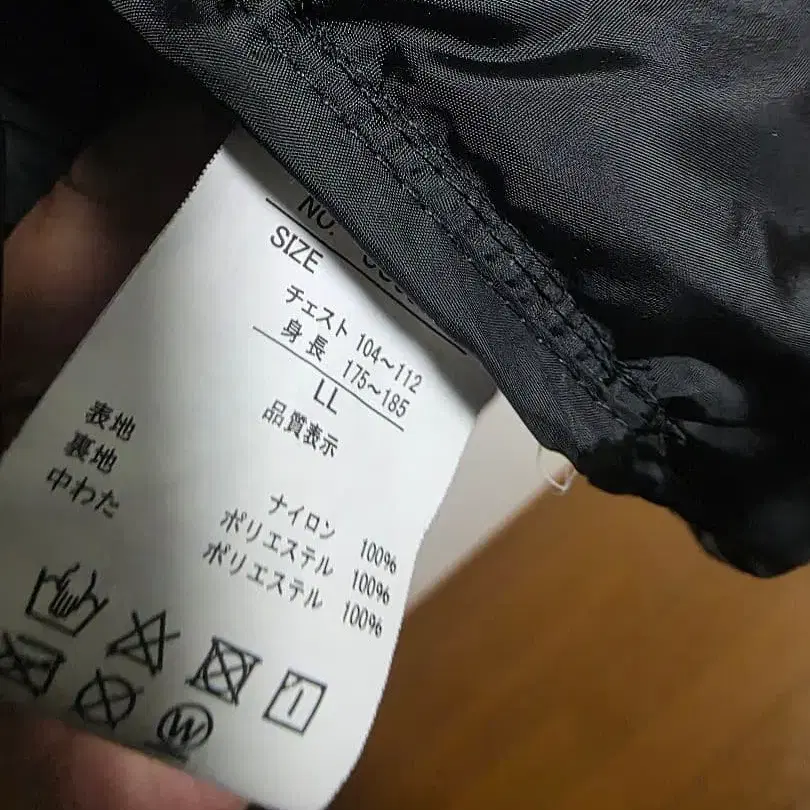 NO.
SIZE
チェスト 104〜112
身長 175〜185
LL
品質表示
表地 ナイロン 100%
裏地 ポリエステル 100%
中わた ポリエステル 100%
W